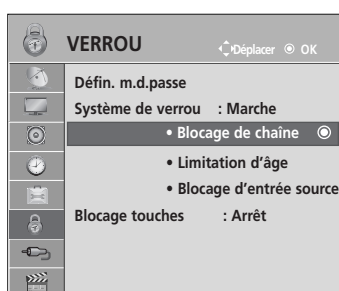 VERROU Déplacer OK
Défin. m.d.passe
Système de verrou : Marche
• Blocage de chaîne
• Limitation d'âge
• Blocage d'entrée source
Blocage touches : Arrêt